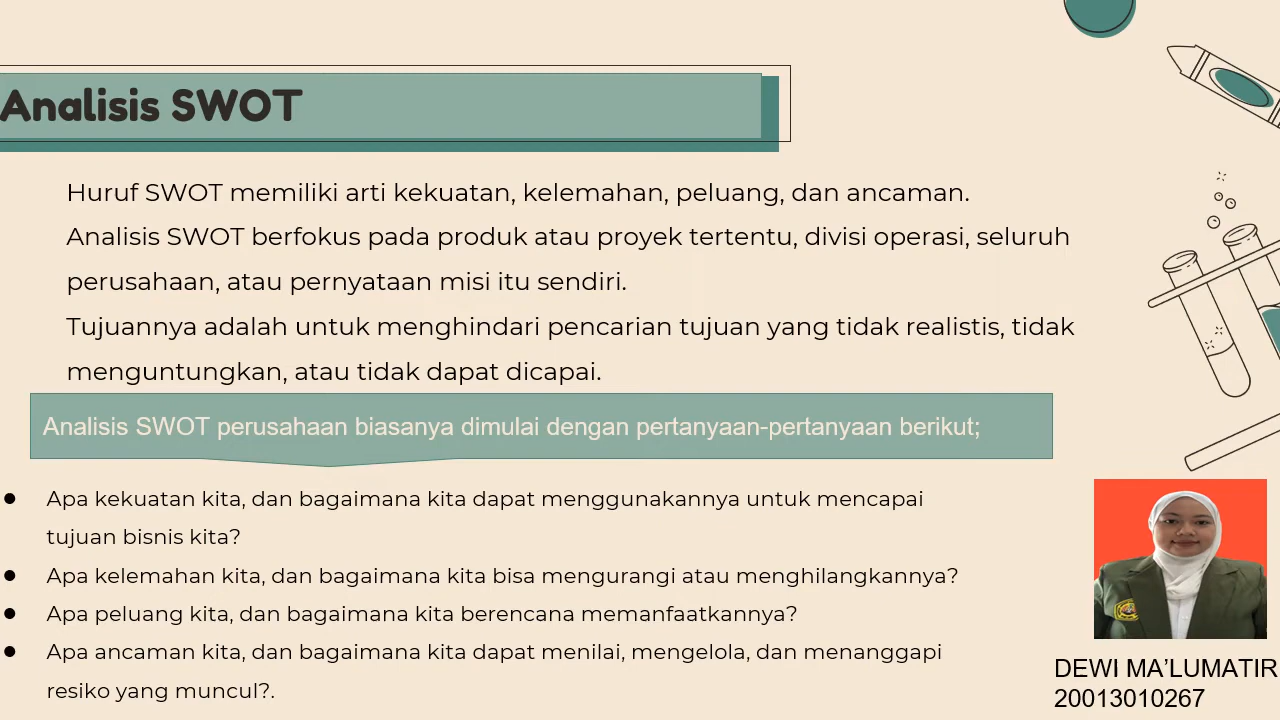 Analisis SWOT
Huruf SWOT memiliki arti kekuatan, kelemahan, peluang, dan ancaman.
Analisis SWOT berfokus pada produk atau proyek tertentu, divisi operasi, seluruh
perusahaan, atau pernyataan misi itu sendiri.
Tujuannya adalah untuk menghindari pencarian tujuan yang tidak realistis, tidak
menguntungkan, atau tidak dapat dicapai.
Analisis SWOT perusahaan biasanya dimulai dengan pertanyaan-pertanyaan berikut;
● Apa kekuatan kita, dan bagaimana kita dapat menggunakannya untuk mencapai
tujuan bisnis kita?
● Apa kelemahan kita, dan bagaimana kita bisa mengurangi atau menghilangkannya?
● Apa peluang kita, dan bagaimana kita berencana memanfaatkannya?
● Apa ancaman kita, dan bagaimana kita dapat menilai, mengelola, dan menanggapi
resiko yang muncul?.
DEWI MA’LUMATIR
20013010267